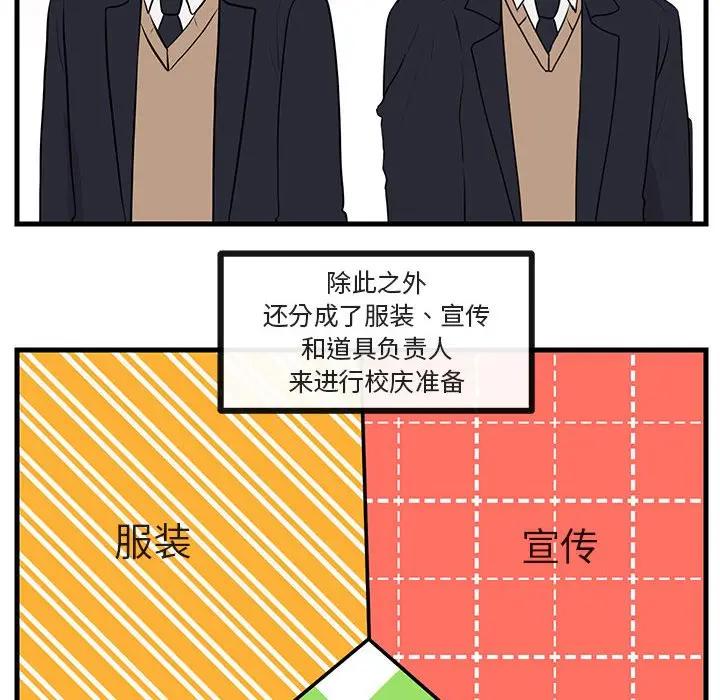 除此之外
还分成了服装、宣传
和道具负责人
来进行校庆准备
服装
宣传